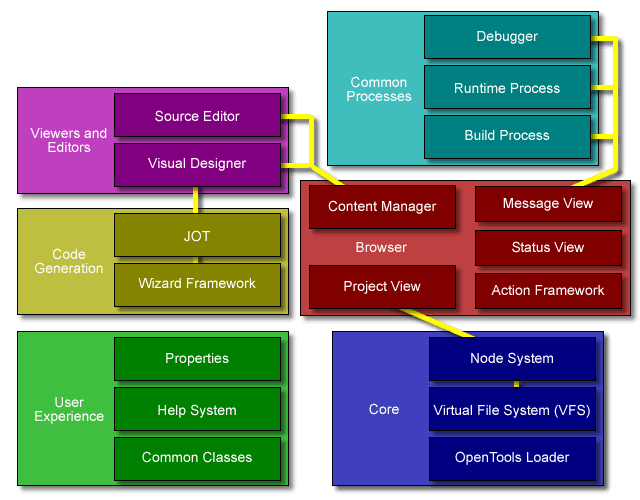 Common
Processes
Debugger
Runtime Process
Build Process
Viewers and
Editors
Source Editor
Visual Designer
Content Manager
Browser
Project View
Message View
Status View
Action Framework
Code
Generation
JOT
Wizard Framework
User
Experience
Properties
Help System
Common Classes
Core
Node System
Virtual File System (VFS)
OpenTools Loader